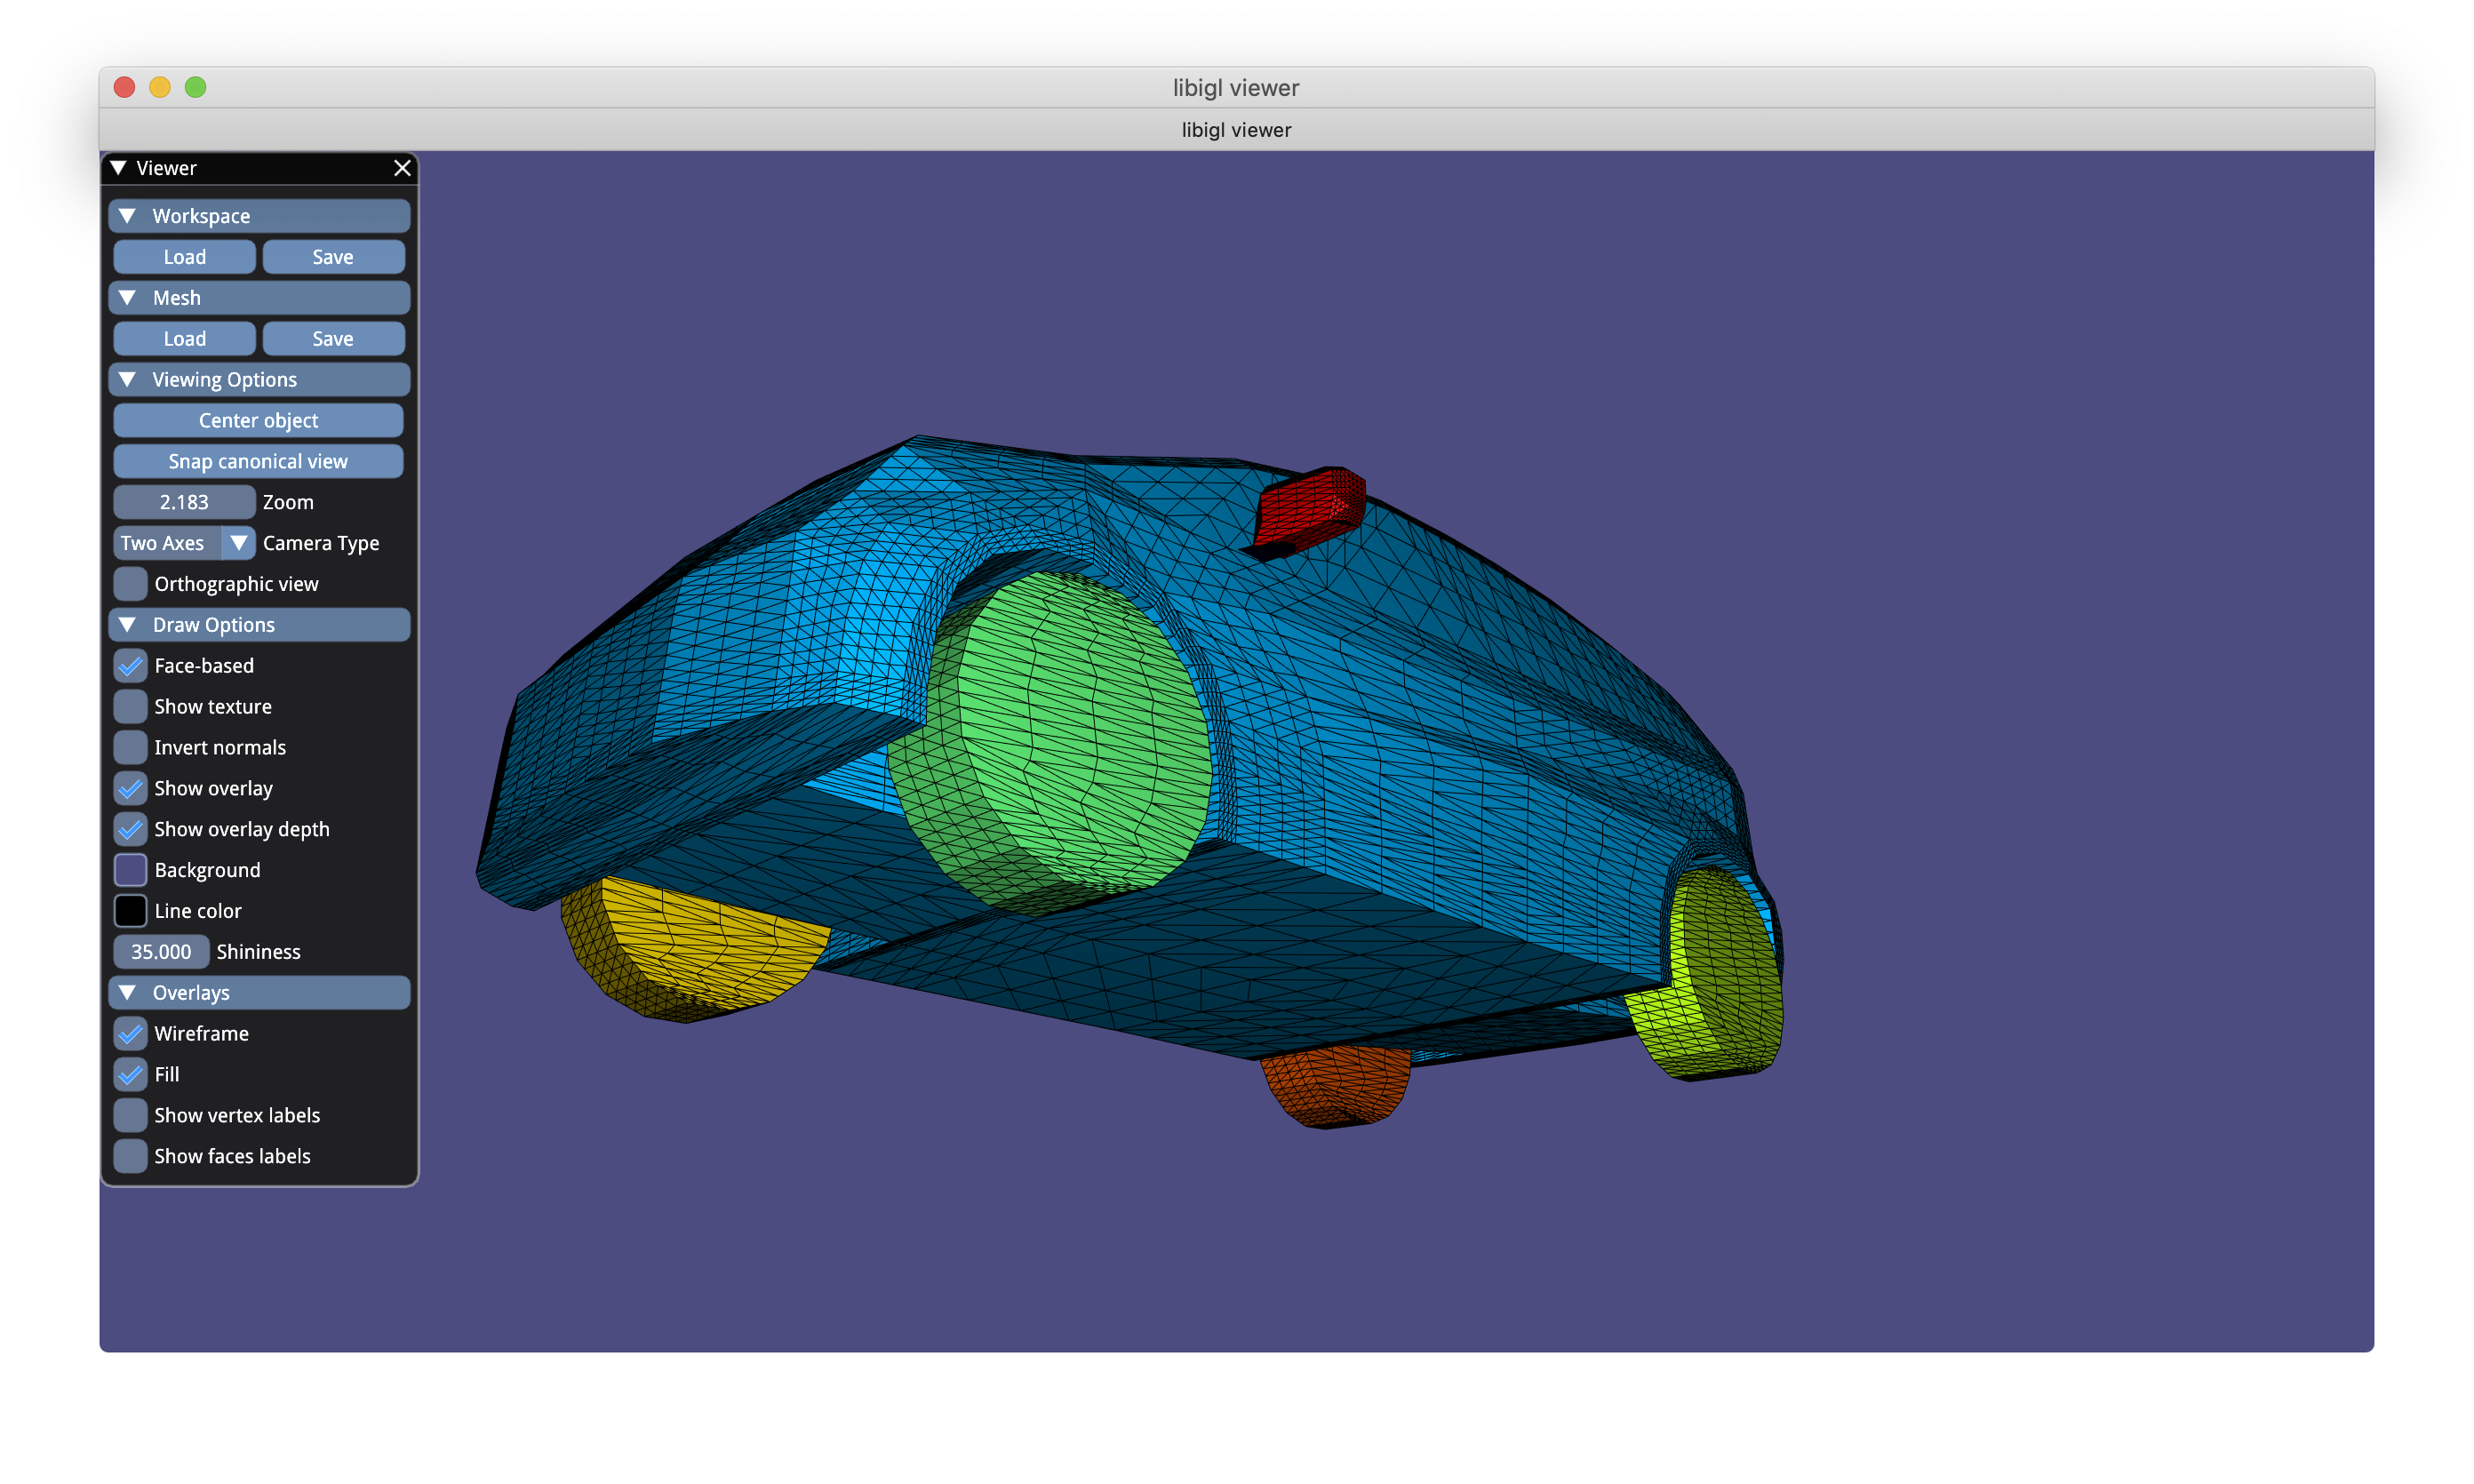 libigl viewer
libigl viewer
Viewer
Workspace
Load Save
Mesh
Load Save
Viewing Options
Center object
Snap canonical view
2.183 Zoom
Two Axes Camera Type
Orthographic view
Draw Options
Face-based
Show texture
Invert normals
Show overlay
Show overlay depth
Background
Line color
35.000 Shininess
Overlays
Wireframe
Fill
Show vertex labels
Show faces labels